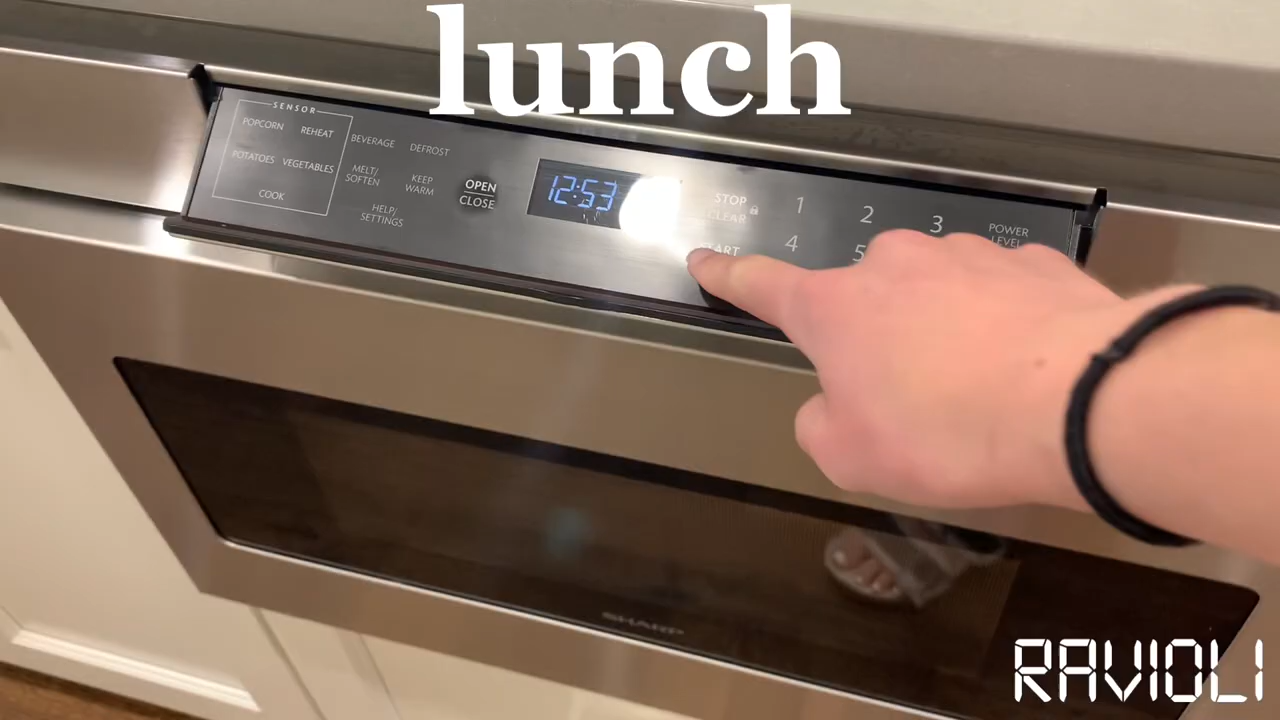 lunch
SENSOR
POPCORN REHEAT
POTATOES VEGETABLES
COOK
BEVERAGE DEFROST
MELT/
SOFTEN
KEEP
WARM
HELP/
SETTINGS
OPEN
CLOSE
12:53
STOP
CLEAR
START
1 2 3
4 5
POWER
LEVEL
SHARP
RAVIOLI